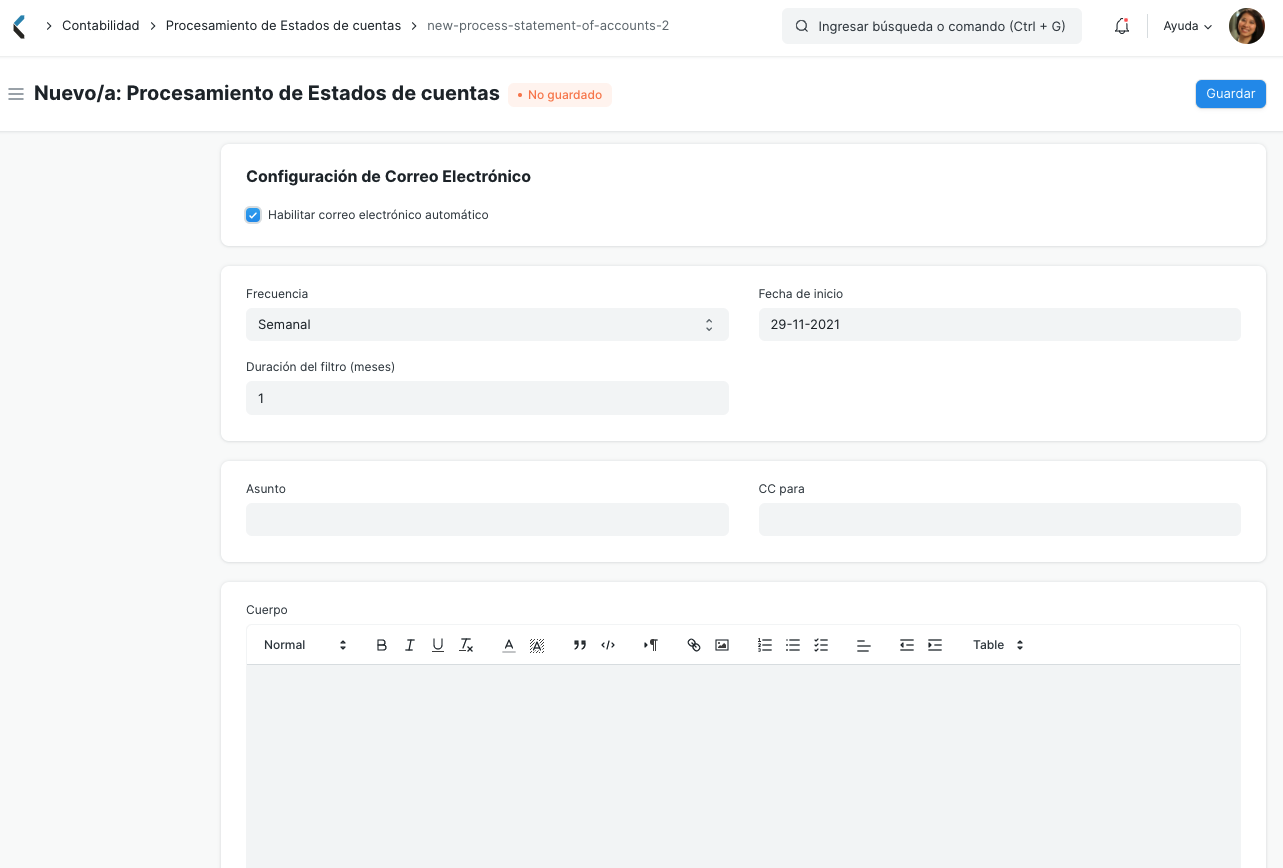 Contabilidad > Procesamiento de Estados de cuentas > new-process-statement-of-accounts-2
Ingresar búsqueda o comando (Ctrl + G)
Ayuda
Nuevo/a: Procesamiento de Estados de cuentas
• No guardado
Guardar
Configuración de Correo Electrónico
Habilitar correo electrónico automático
Frecuencia
Semanal
Fecha de inicio
29-11-2021
Duración del filtro (meses)
1
Asunto
CC para
Cuerpo
Normal
Table